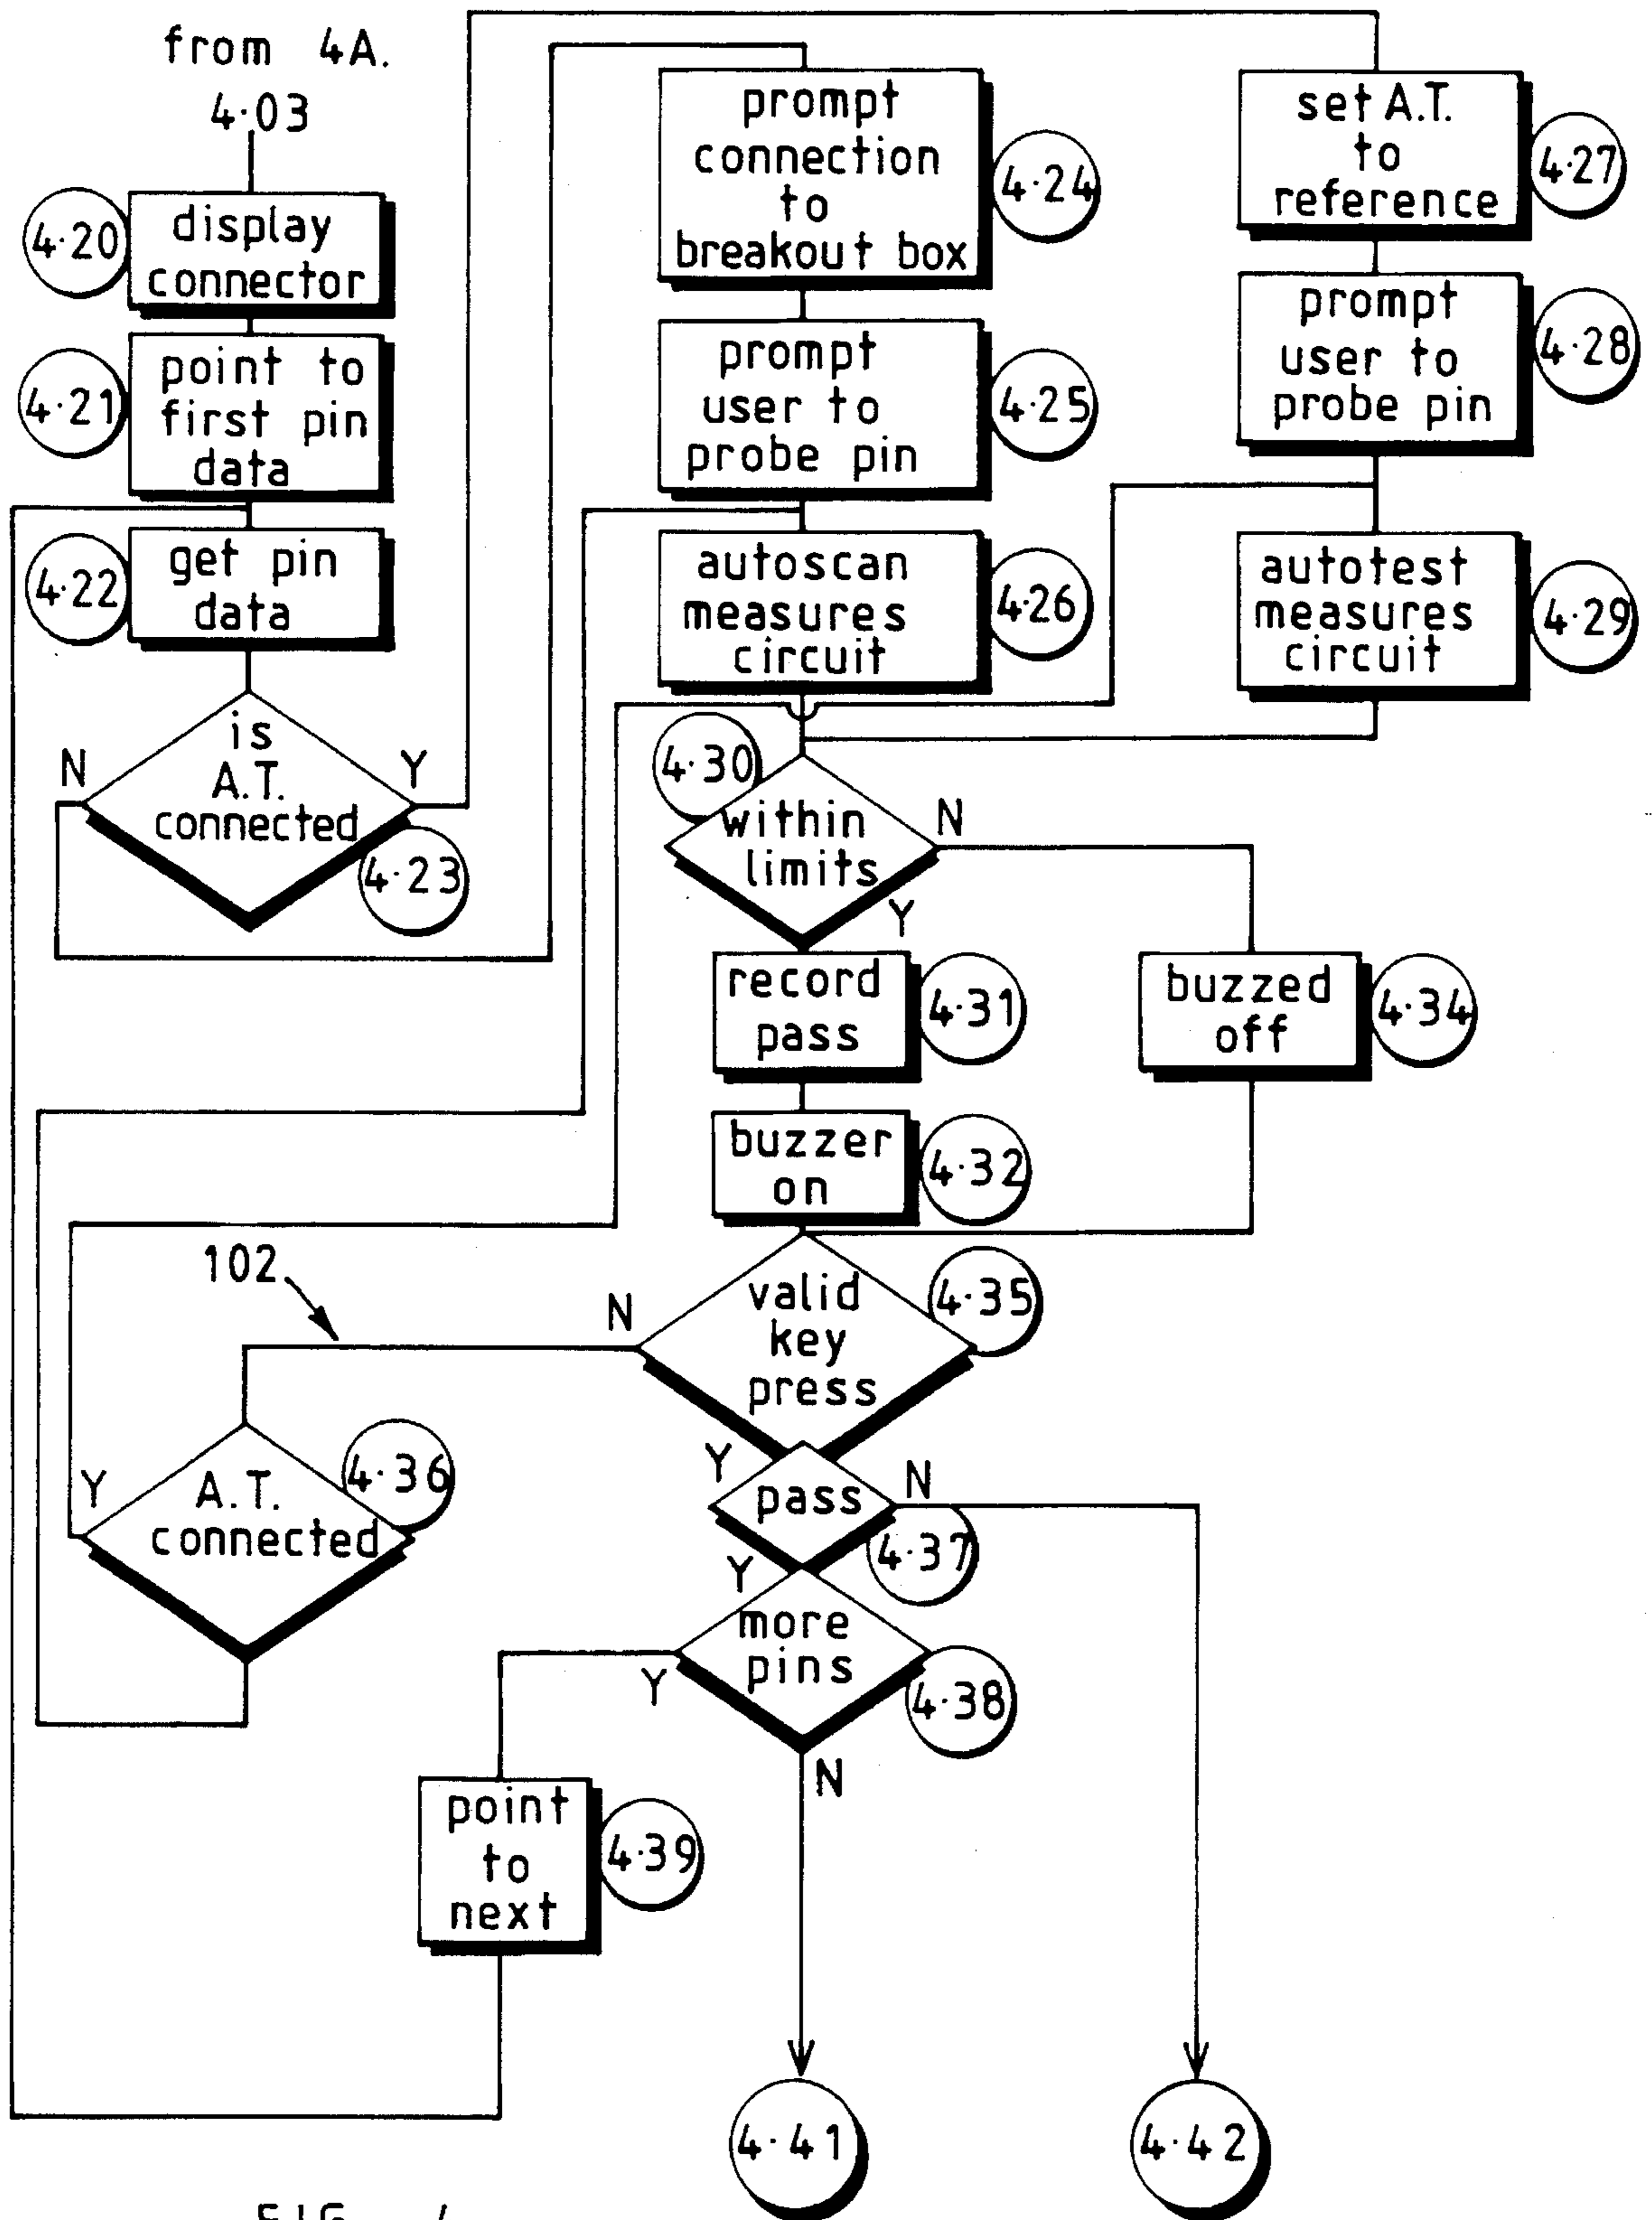 from 4A.
4·03
4·20
display
connector
4·21
point to
first pin
data
4·22
get pin
data
N
is
A.T.
connected
Y
4·23
prompt
connection
to
breakout box
4·24
prompt
user to
probe pin
4·25
autoscan
measures
circuit
4·26
set A.T.
to
reference
4·27
prompt
user to
probe pin
4·28
autotest
measures
circuit
4·29
4·30
within
limits
N
Y
record
pass
4·31
buzzed
off
4·34
buzzer
on
4·32
102
N
valid
key
press
4·35
Y
A.T.
connected
4·36
Y
pass
N
4·37
Y
more
pins
Y
4·38
N
point
to
next
4·39
4·41
4·42